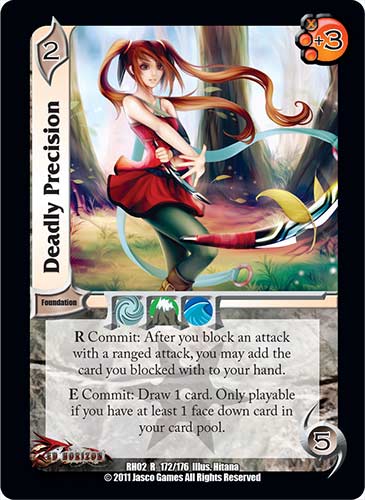 2
+3
Deadly Precision
Foundation
R Commit: After you block an attack
with a ranged attack, you may add the
card you blocked with to your hand.
E Commit: Draw 1 card. Only playable
if you have at least 1 face down card in
your card pool.
RED HORIZON
5
RH02 R 172/176 Illus. Hitana
© 2011 Jasco Games All Rights Reserved